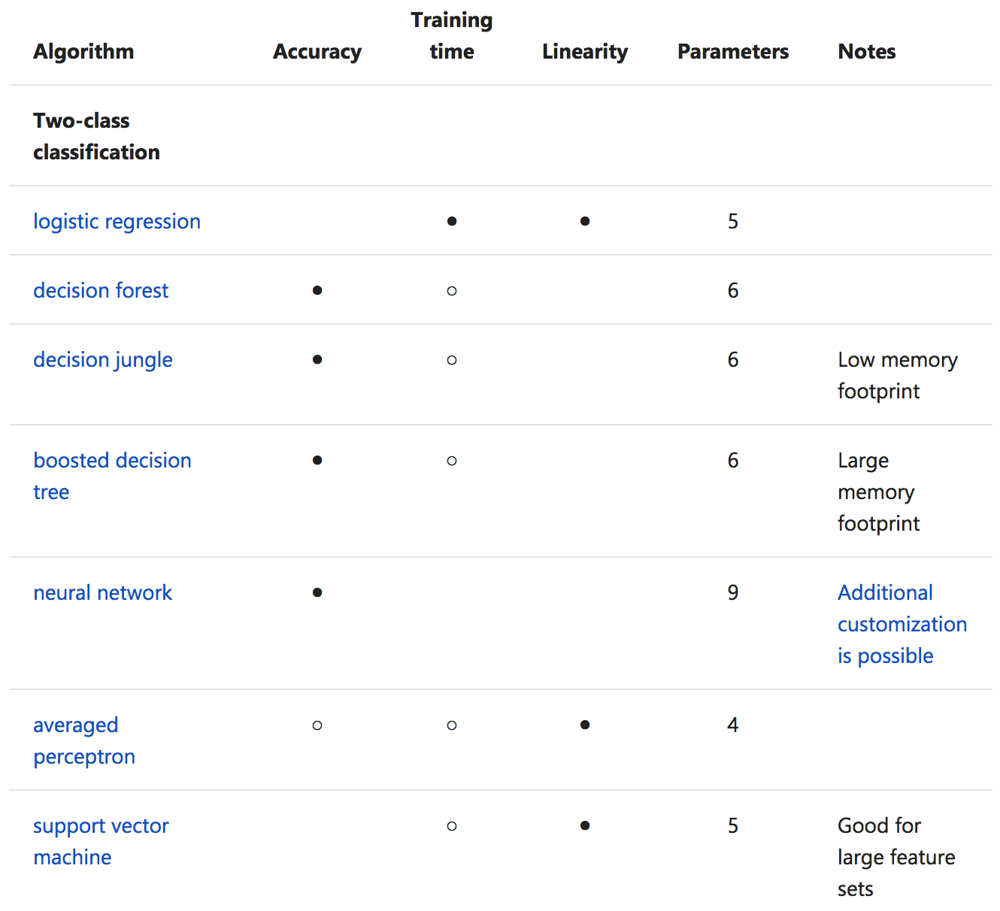 Algorithm Accuracy Training time Linearity Parameters Notes
Two-class
classification
logistic regression ● ● 5
decision forest ● ○ 6
decision jungle ● ○ 6 Low memory
footprint
boosted decision ● ○ 6 Large
tree memory
footprint
neural network ● 9 Additional
customization
is possible
averaged ○ ○ ● 4
perceptron
support vector ○ ● 5 Good for
machine large feature
sets